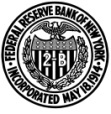 FEDERAL RESERVE BANK OF NEW YORK
2 B
INCORPORATED MAY 18, 1914